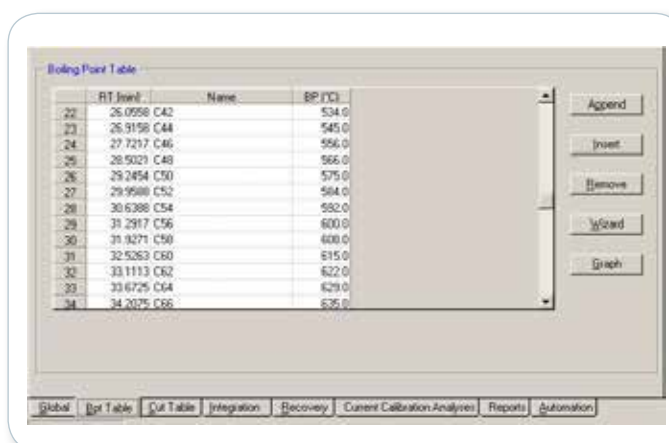 Boiling Point Table
RT [min] Name BP (°C)
22 26.0558 C42 534.0
23 26.9158 C44 545.0
24 27.7217 C46 556.0
25 28.5021 C48 566.0
26 29.2454 C50 575.0
27 29.9588 C52 584.0
28 30.6388 C54 592.0
29 31.2917 C56 600.0
30 31.9271 C58 608.0
31 32.5263 C60 615.0
32 33.1113 C62 622.0
33 33.6725 C64 629.0
34 34.2075 C66 635.0
Append
Insert
Remove
Wizard
Graph
Global Bpt Table Cut Table Integration Recovery Current Calibration Analyses Reports Automation